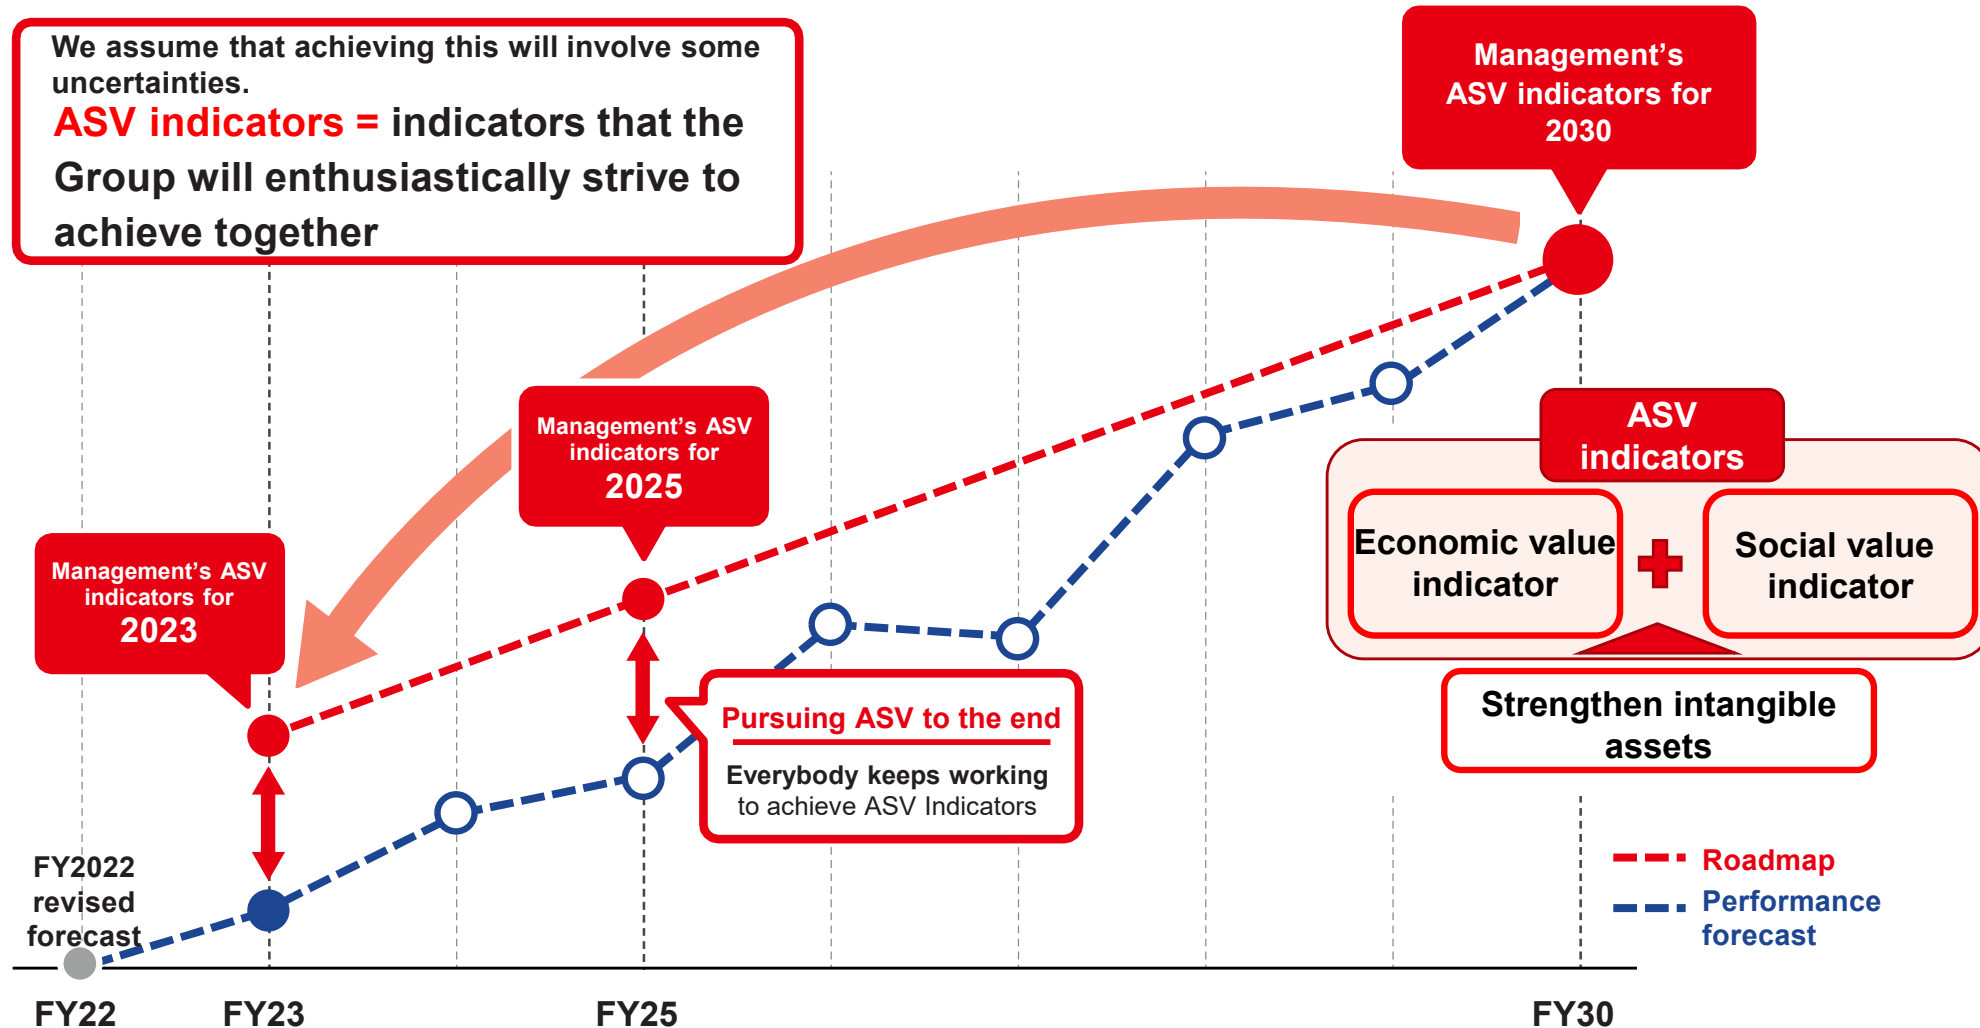 We assume that achieving this will involve some
uncertainties.
ASV indicators = indicators that the
Group will enthusiastically strive to
achieve together
Management’s
ASV indicators for
2030
Management’s ASV
indicators for
2025
Management’s ASV
indicators for
2023
ASV
indicators
Economic value
indicator
Social value
indicator
Strengthen intangible
assets
Pursuing ASV to the end
Everybody keeps working
to achieve ASV Indicators
FY2022
revised
forecast
Roadmap
Performance
forecast
FY22
FY23
FY25
FY30